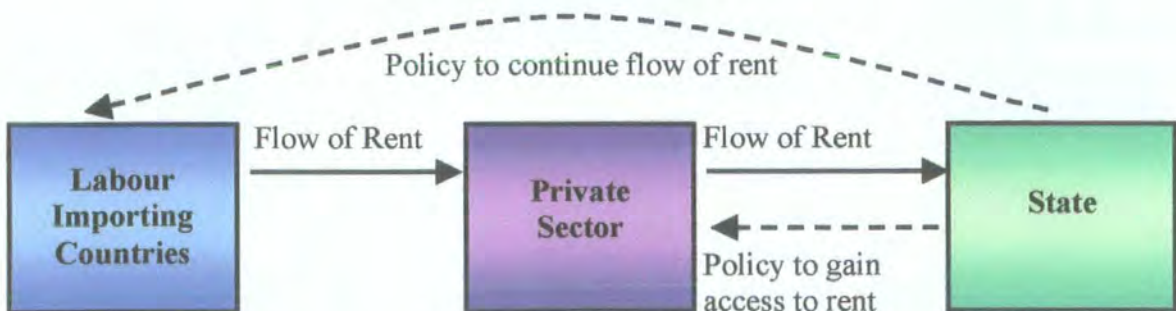 Policy to continue flow of rent
Flow of Rent
Flow of Rent
Labour
Importing
Countries
Private
Sector
State
Policy to gain
access to rent